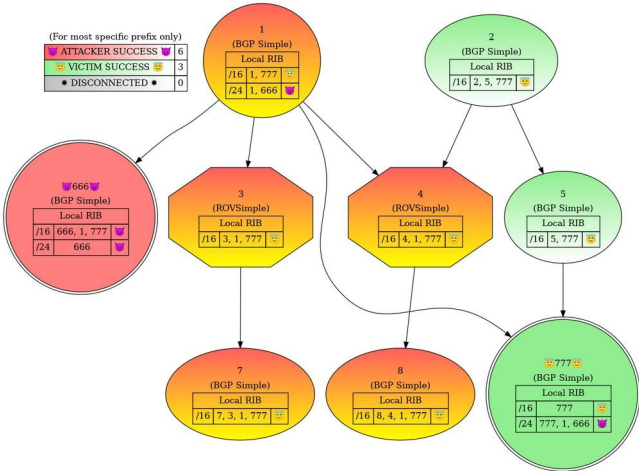 (For most specific prefix only)
😈 ATTACKER SUCCESS 😈 6
😇 VICTIM SUCCESS 😇 3
✹ DISCONNECTED ✹ 0
1
(BGP Simple)
Local RIB
/16 1, 777 😇
/24 1, 666 😈
2
(BGP Simple)
Local RIB
/16 2, 5, 777 😇
😈666😈
(BGP Simple)
Local RIB
/16 666, 1, 777 😈
/24 666 😈
3
(ROVSimple)
Local RIB
/16 3, 1, 777 😇
4
(ROVSimple)
Local RIB
/16 4, 1, 777 😇
5
(BGP Simple)
Local RIB
/16 5, 777 😇
7
(BGP Simple)
Local RIB
/16 7, 3, 1, 777 😇
8
(BGP Simple)
Local RIB
/16 8, 4, 1, 777 😇
😇777😇
(BGP Simple)
Local RIB
/16 777 😇
/24 777, 1, 666 😈